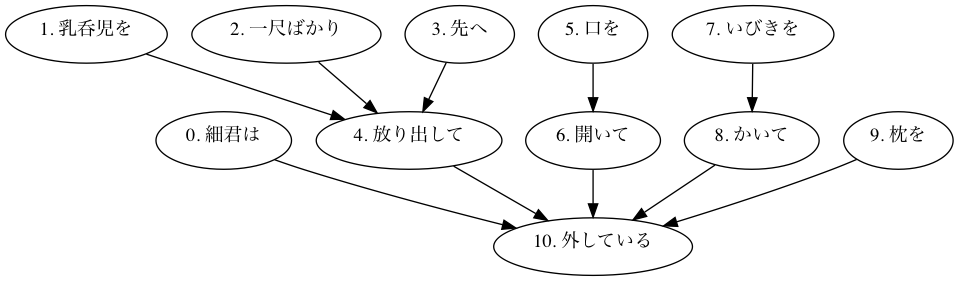 1. 乳呑児を
2. 一尺ばかり
3. 先へ
5. 口を
7. いびきを
0. 細君は
4. 放り出して
6. 開いて
8. かいて
9. 枕を
10. 外している